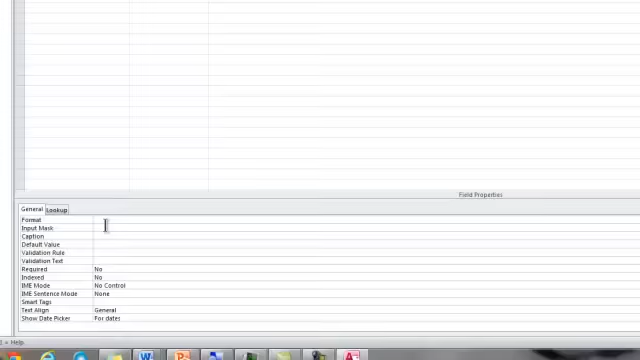 Field Properties
General Lookup
Format
Input Mask
Caption
Default Value
Validation Rule
Validation Text
Required No
Indexed No
IME Mode No Control
IME Sentence Mode None
Smart Tags
Text Align General
Show Date Picker For dates
= Help.